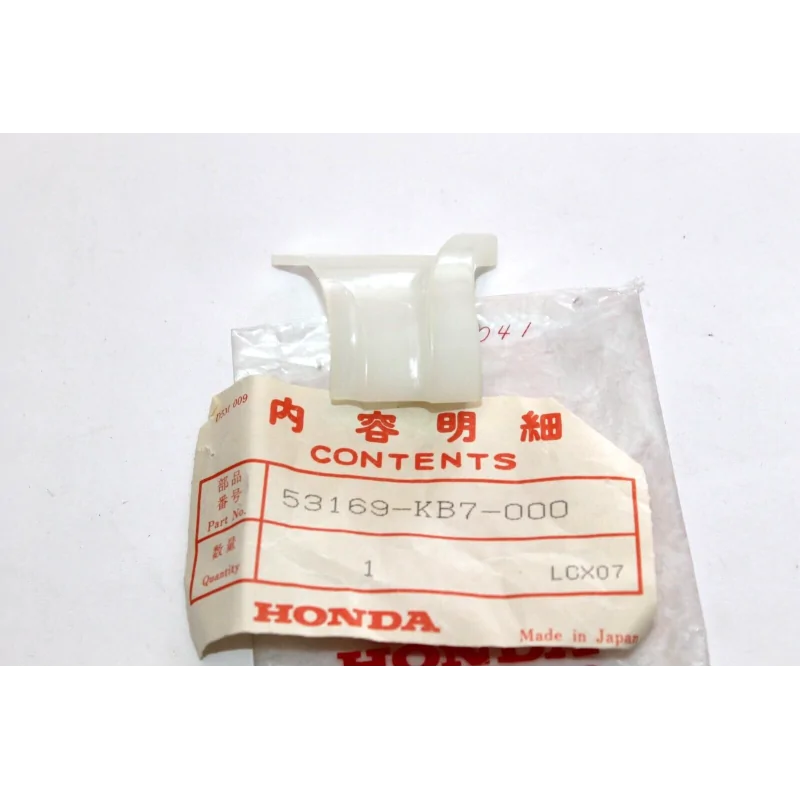 041
内容明細
CONTENTS
部品
番号
Part No.
53169-KB7-000
数量
Quantity
1
LCX07
HONDA
Made in Japan
HONDA